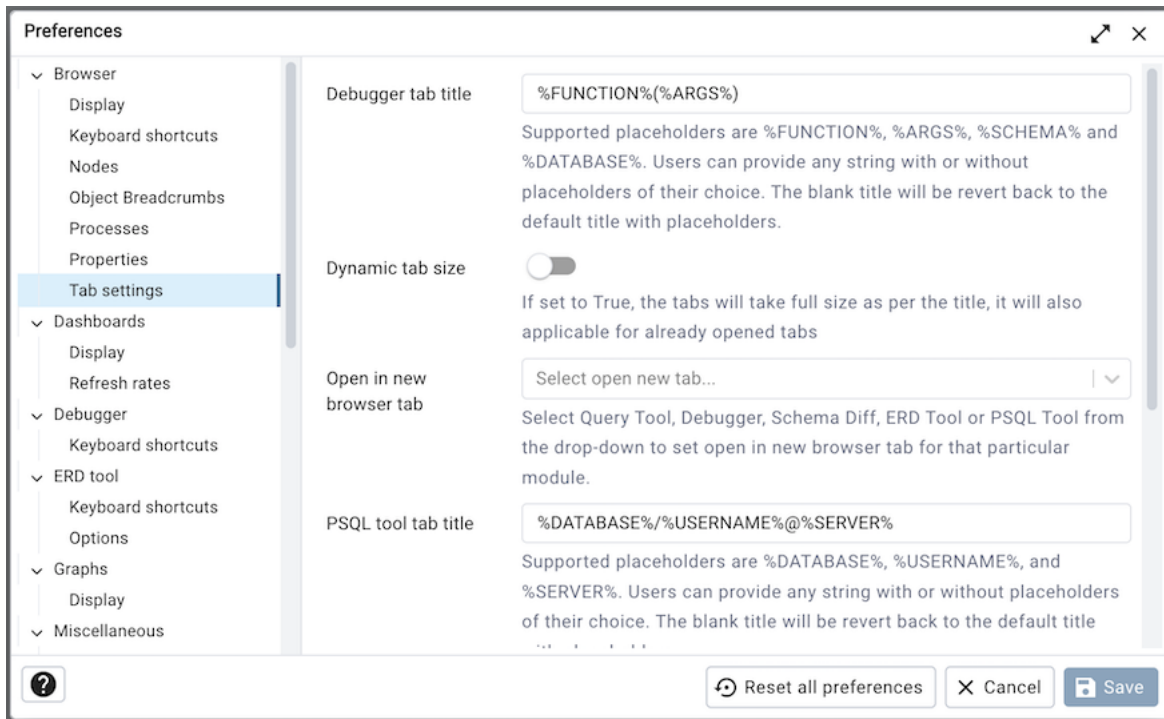 Preferences
Browser
Display
Keyboard shortcuts
Nodes
Object Breadcrumbs
Processes
Properties
Tab settings
Dashboards
Display
Refresh rates
Debugger
Keyboard shortcuts
ERD tool
Keyboard shortcuts
Options
Graphs
Display
Miscellaneous
Debugger tab title
%FUNCTION%(%ARGS%)
Supported placeholders are %FUNCTION%, %ARGS%, %SCHEMA% and
%DATABASE%. Users can provide any string with or without
placeholders of their choice. The blank title will be revert back to the
default title with placeholders.
Dynamic tab size
If set to True, the tabs will take full size as per the title, it will also
applicable for already opened tabs
Open in new
browser tab
Select open new tab...
Select Query Tool, Debugger, Schema Diff, ERD Tool or PSQL Tool from
the drop-down to set open in new browser tab for that particular
module.
PSQL tool tab title
%DATABASE%/%USERNAME%@%SERVER%
Supported placeholders are %DATABASE%, %USERNAME%, and
%SERVER%. Users can provide any string with or without placeholders
of their choice. The blank title will be revert back to the default title
?
Reset all preferences
Cancel
Save